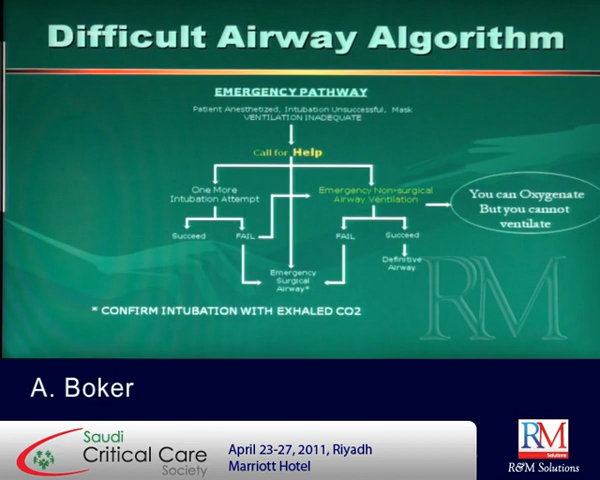 Difficult Airway Algorithm
EMERGENCY PATHWAY
Patient Anesthetized, Intubation Unsuccessful, Mask
VENTILATION INADEQUATE
Call for Help
One More
Intubation Attempt
Emergency Non-surgical
Airway Ventilation
You can Oxygenate
But you cannot
ventilate
Succeed
FAIL
FAIL
Succeed
Emergency
Surgical
Airway*
Definitive
Airway
RM
* CONFIRM INTUBATION WITH EXHALED CO2
A. Boker
Saudi
Critical Care
Society
April 23-27, 2011, Riyadh
Marriott Hotel
RM
Solutions
R&M Solutions